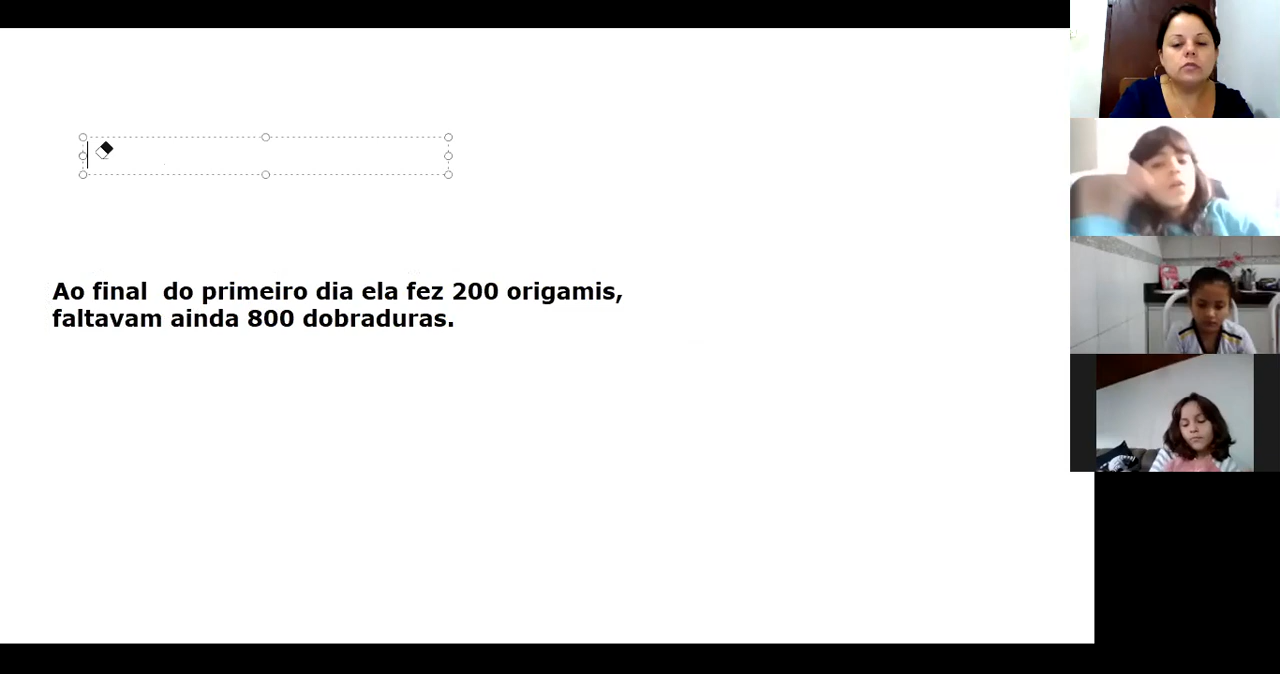 Ao final do primeiro dia ela fez 200 origamis,
faltavam ainda 800 dobraduras.